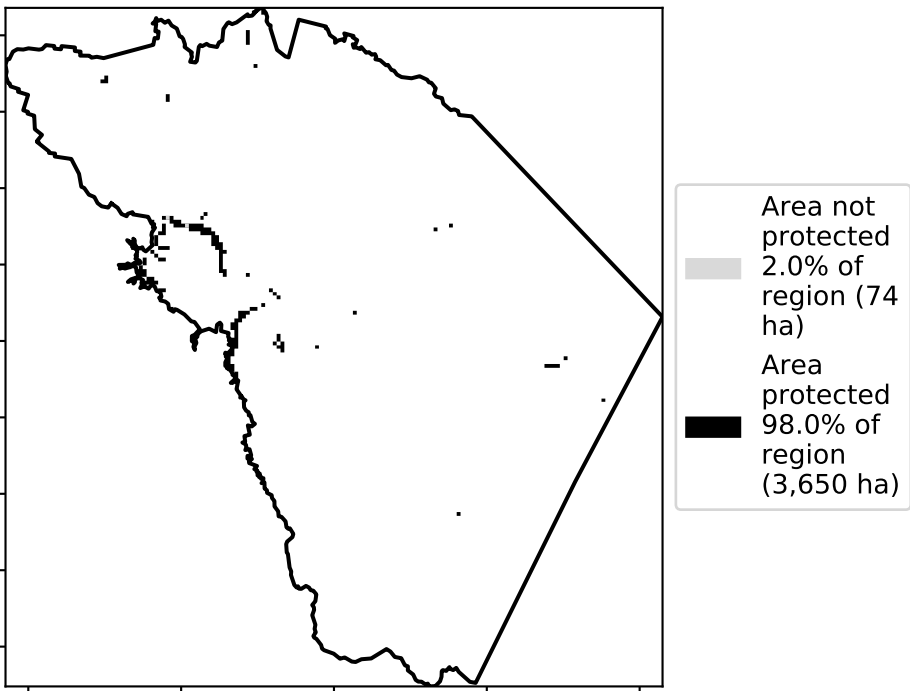 Area not
protected
2.0% of
region (74
ha)
Area
protected
98.0% of
region
(3,650 ha)